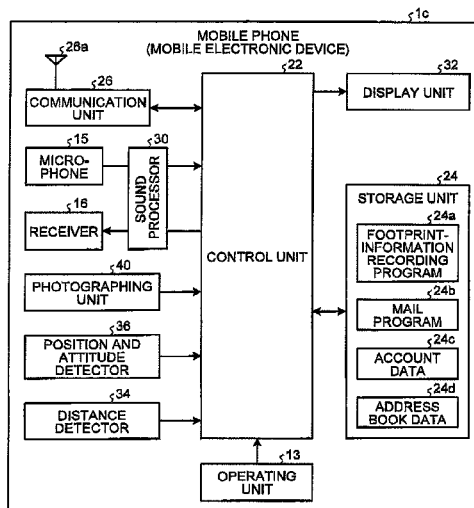 1c
MOBILE PHONE
(MOBILE ELECTRONIC DEVICE)
26a
26
COMMUNICATION
UNIT
22
CONTROL UNIT
32
DISPLAY UNIT
15
MICRO-
PHONE
30
SOUND
PROCESSOR
16
RECEIVER
40
PHOTOGRAPHING
UNIT
36
POSITION AND
ATTITUDE
DETECTOR
34
DISTANCE
DETECTOR
13
OPERATING
UNIT
24
STORAGE UNIT
24a
FOOTPRINT-
INFORMATION
RECORDING
PROGRAM
24b
MAIL
PROGRAM
24c
ACCOUNT
DATA
24d
ADDRESS
BOOK DATA